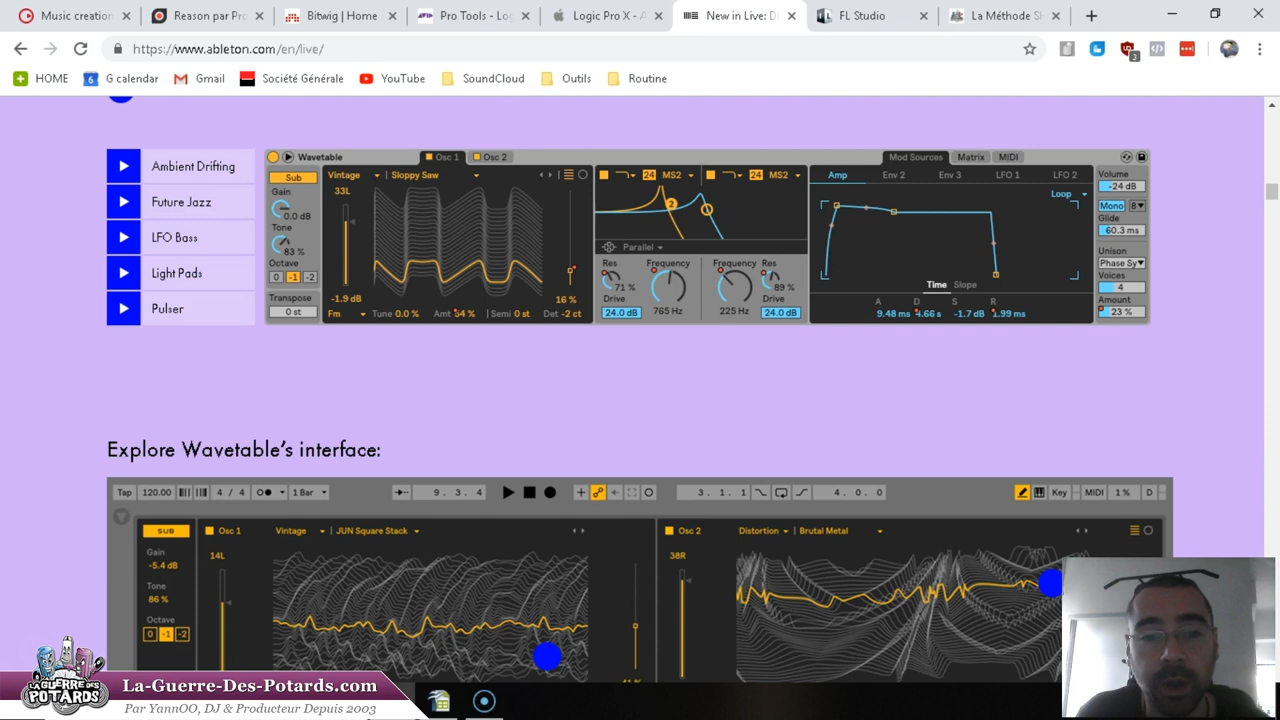 Music creation
Reason par Pro
Bitwig | Home
Pro Tools - Log
Logic Pro X - A
New in Live: Di
FL Studio
La Méthode S
https://www.ableton.com/en/live/
HOME
G calendar
Gmail
Société Générale
YouTube
SoundCloud
Outils
Routine
Ambient Drifting
Future Jazz
LFO Bass
Light Pads
Pulser
Wavetable Osc 1 Osc 2 Mod Sources Matrix MIDI
Sub Vintage Sloppy Saw 24 MS2 24 MS2 Amp Env 2 Env 3 LFO 1 LFO 2 Volume
-24 dB
Gain 33L Loop Mono 8
0.0 dB Glide
Tone 60.3 ms
83 % Parallel Unison
Octave Res Frequency Frequency Res Phase Sy
0 -1 -2 71 % 89 % Voices
Time Slope 4
Transpose -1.9 dB 16 % Drive Drive A D S R Amount
0 st Fm Tune 0.0 % Amt 54 % Semi 0 st Det -2 ct 24.0 dB 765 Hz 225 Hz 24.0 dB 9.48 ms 4.66 s -1.7 dB 1.99 ms 23 %
Explore Wavetable's interface:
Tap 120.00 4 / 4 1 Bar 9. 3. 4 3. 1. 1 4. 0. 0 Key MIDI 1 % D
SUB Osc 1 Vintage JUN Square Stack Osc 2 Distortion Brutal Metal
Gain 14L 38R
-5.4 dB
Tone
86 %
Octave
0 -1 -2
LA GUERRE DES
POTARDS
La-Guerre-Des-Potards.com
Par YannOO, DJ & Producteur Depuis 2003